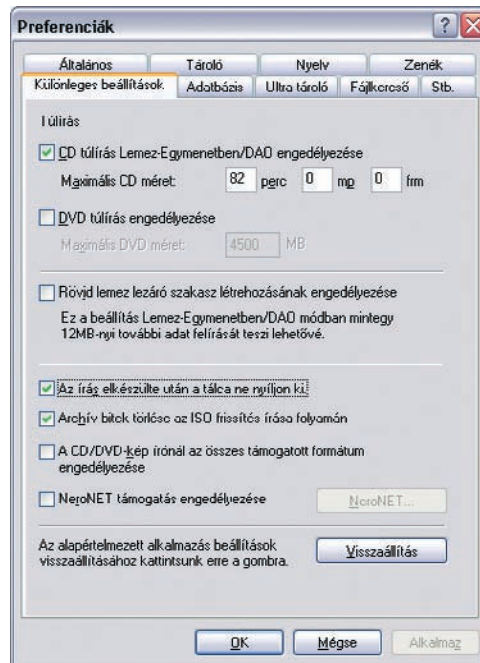 Preferenciák
Általános Tároló Nyelv Zenék
Különleges beállítások Adatbázis Ultra tároló Fájlkereső Stb.
Túlírás
CD túlírás Lemez-Egymenetben/DAO engedélyezése
Maximális CD méret: 82 perc 0 mp 0 frm
DVD túlírás engedélyezése
Maximális DVD méret: 4500 MB
Rövid lemez lezáró szakasz létrehozásának engedélyezése
Ez a beállítás Lemez-Egymenetben/DAO módban mintegy
12MB-nyi további adat felírását teszi lehetővé.
Az írás elkészülte után a tálca ne nyíljon ki.
Archív bitek törlése az ISO frissítés írása folyamán
A CD/DVD-kép írónál az összes támogatott formátum
engedélyezése
NeroNET támogatás engedélyezése NeroNET...
Az alapértelmezett alkalmazás beállítások
visszaállításához kattintsunk erre a gombra. Visszaállítás
OK Mégse Alkalmaz